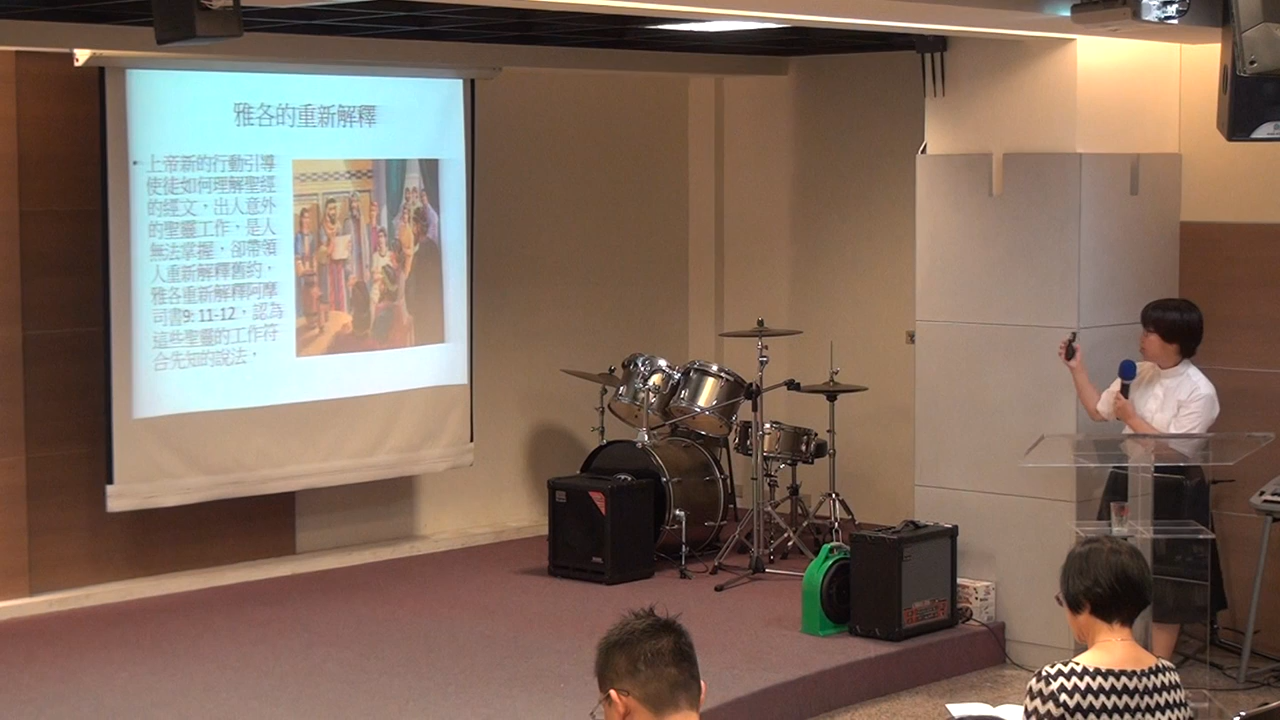 雅各的重新解釋
上帝新的行動引導
使徒如何理解聖經
的經文，出人意外
的聖靈工作，是人
無法掌握，卻帶領
人重新解釋舊約，
雅各重新解釋阿摩
司書9: 11-12，認為
這些聖靈的工作符
合先知的說法，